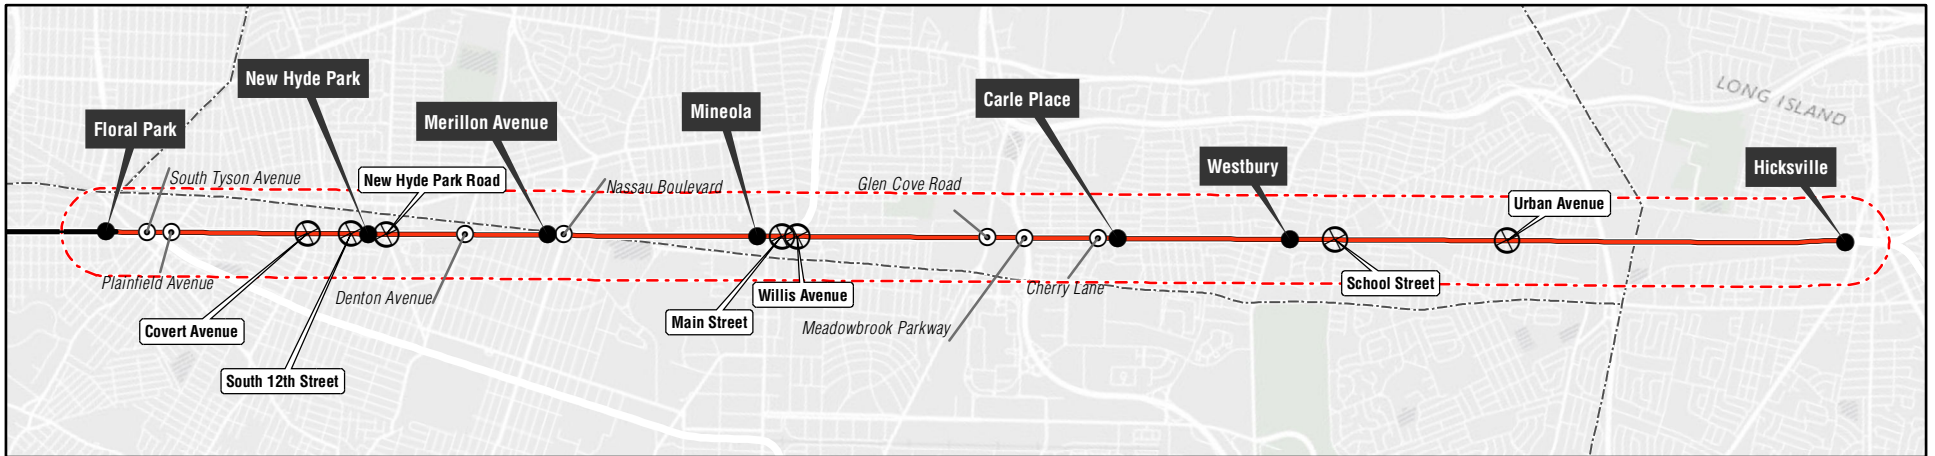 New Hyde Park
LONG ISLAND
Carle Place
Mineola
Merillon Avenue
Floral Park
Westbury
Hicksville
South Tyson Avenue
New Hyde Park Road
Nassau Boulevard
Glen Cove Road
Urban Avenue
Plainfield Avenue
Denton Avenue
Willis Avenue
Cherry Lane
School Street
Covert Avenue
Main Street
Meadowbrook Parkway
South 12th Street